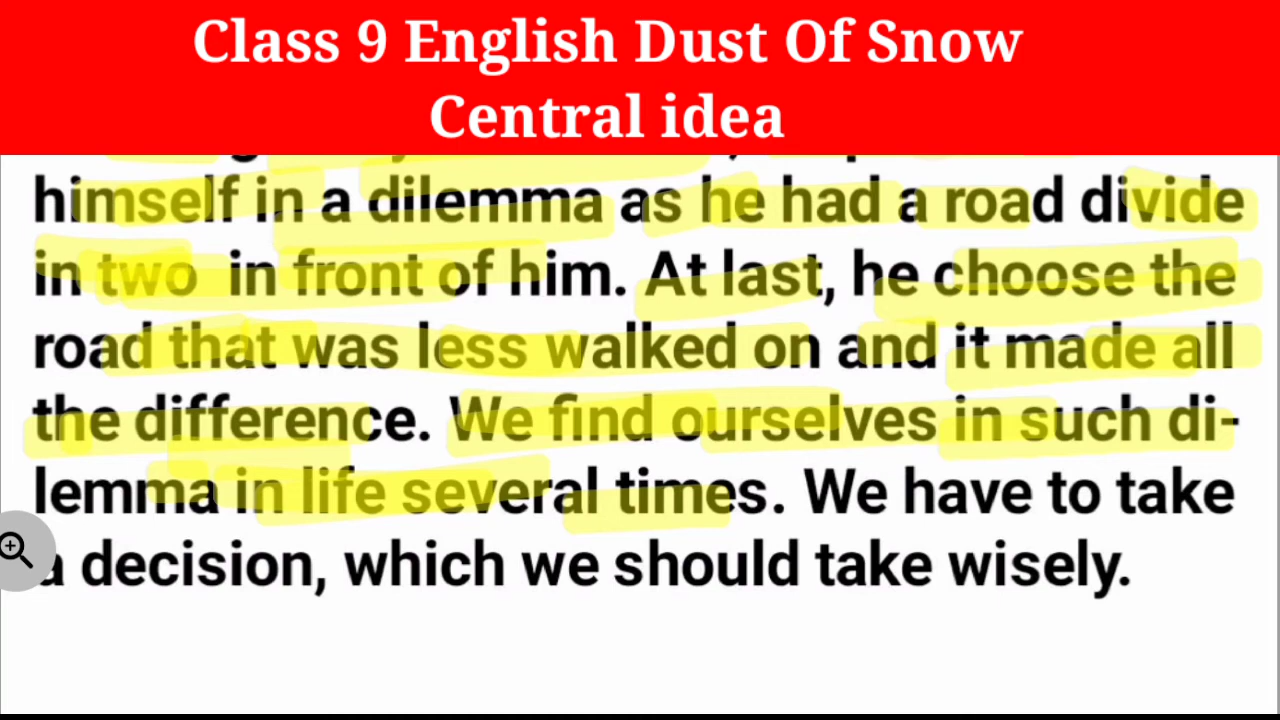 Class 9 English Dust Of Snow
Central idea
himself in a dilemma as he had a road divide
in two in front of him. At last, he choose the
road that was less walked on and it made all
the difference. We find ourselves in such di-
lemma in life several times. We have to take
a decision, which we should take wisely.